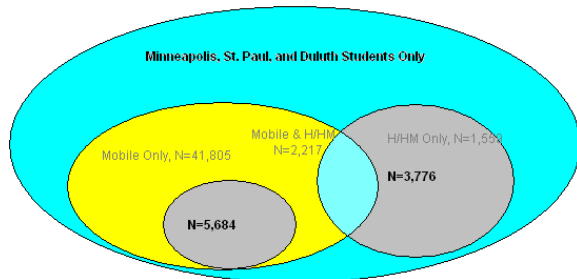 Minneapolis, St. Paul, and Duluth Students Only
Mobile & H/HM
N=2,217
H/HM Only, N=1,559
Mobile Only, N=41,805
N=3,776
N=5,684